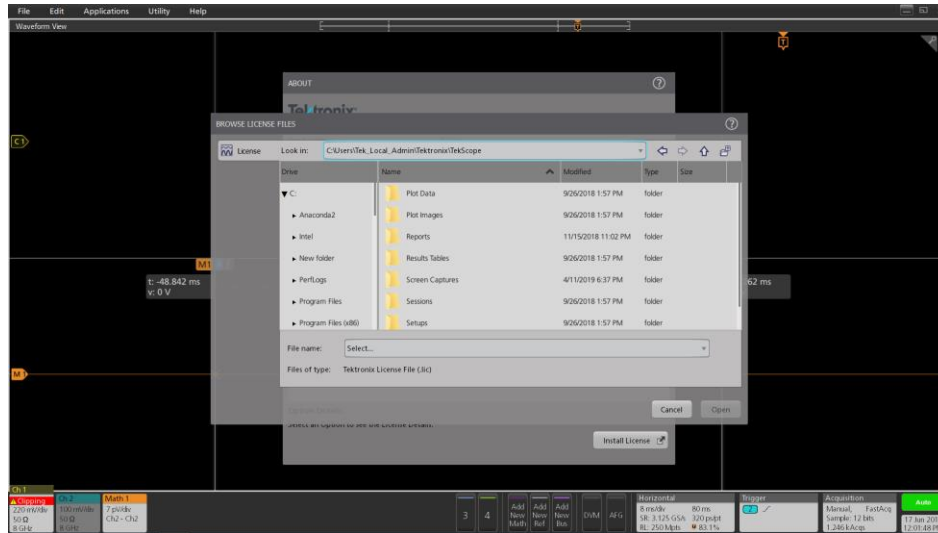 File Edit Applications Utility Help
Waveform View
T
T
ABOUT ?
Tektronix
BROWSE LICENSE FILES ?
License
Look in: C:\Users\Tek_Local_Admin\Tektronix\TekScope
Drive Name Modified Type Size
C:
Anaconda2
Intel
New folder
PerfLogs
Program Files
Program Files (x86)
Plot Data 9/26/2018 1:57 PM folder
Plot Images 9/26/2018 1:57 PM folder
Reports 11/15/2018 11:02 PM folder
Results Tables 9/26/2018 1:57 PM folder
Screen Captures 4/11/2019 6:37 PM folder
Sessions 9/26/2018 1:57 PM folder
Setups 9/26/2018 1:57 PM folder
C1
M1
t: -48.842 ms
v: 0 V
62 ms
M1
File name: Select...
Files of type: Tektronix License File (.lic)
Cancel Open
Select an Option to see the License Details.
Install License
Ch 1
Clipping
220 mV/div
50 Ω
8 GHz
Ch 2
100 mV/div
50 Ω
8 GHz
Math 1
7 pV/div
Ch2 - Ch2
3
4
Add New Math
Add New Ref
Add New Bus
DVM
AFG
Horizontal
8 ms/div 80 ms
SR: 3.125 GSA 320 ps/pt
RL: 250 Mpts 83.1%
Trigger
2
Acquisition
Manual, FastAcq
Sample: 12 bits
1.246 kAcqs
Auto
17 Jun 201
12:01:48 P